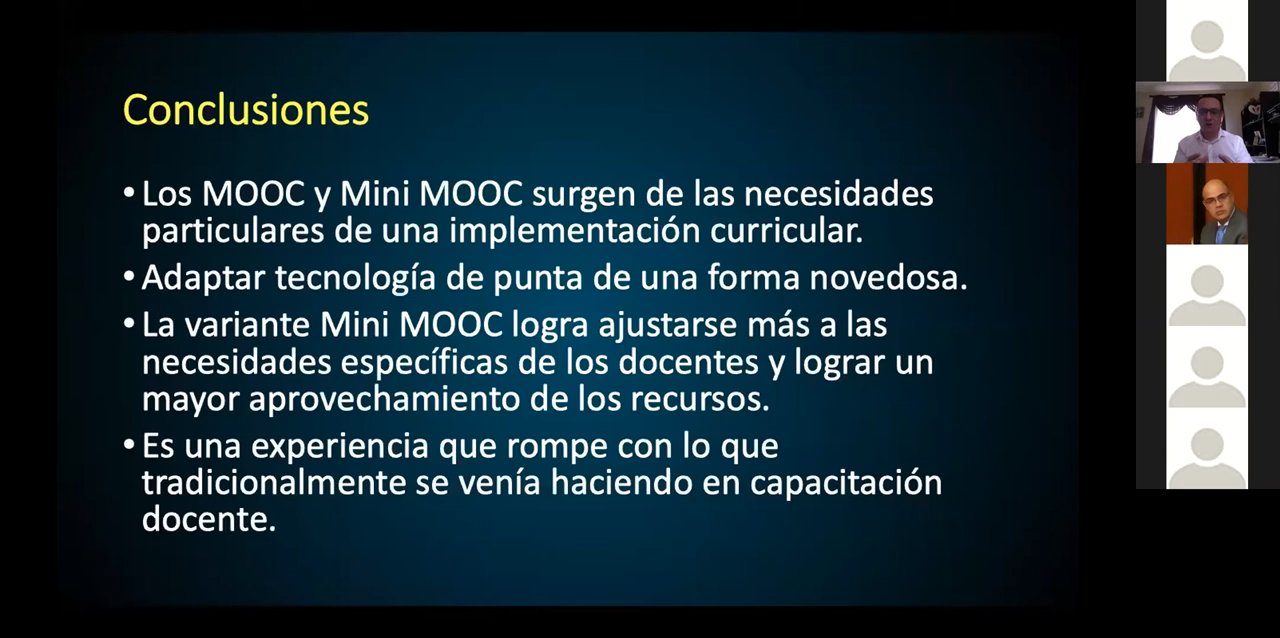 Conclusiones
• Los MOOC y Mini MOOC surgen de las necesidades
particulares de una implementación curricular.
• Adaptar tecnología de punta de una forma novedosa.
• La variante Mini MOOC logra ajustarse más a las
necesidades específicas de los docentes y lograr un
mayor aprovechamiento de los recursos.
• Es una experiencia que rompe con lo que
tradicionalmente se venía haciendo en capacitación
docente.